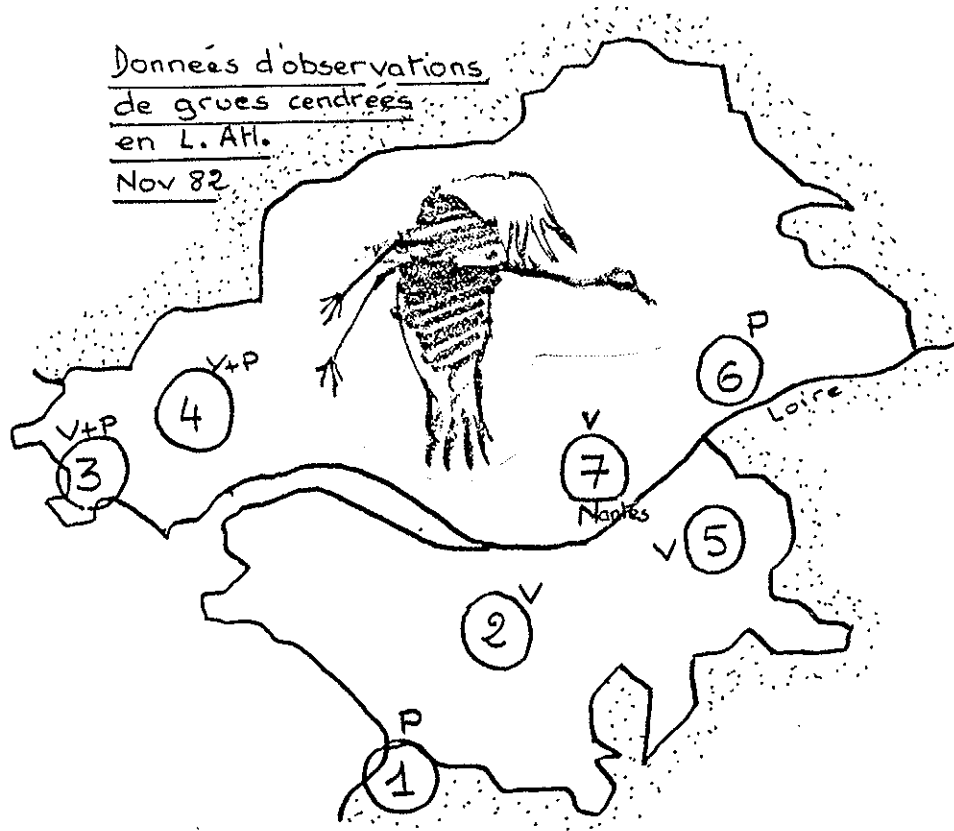 Données d'observations
de grues cendrées
en L. Atl.
Nov 82
P
6
V+P
4
Loire
V
7
Nantes
V+P
3
V 5
V
2
P
1